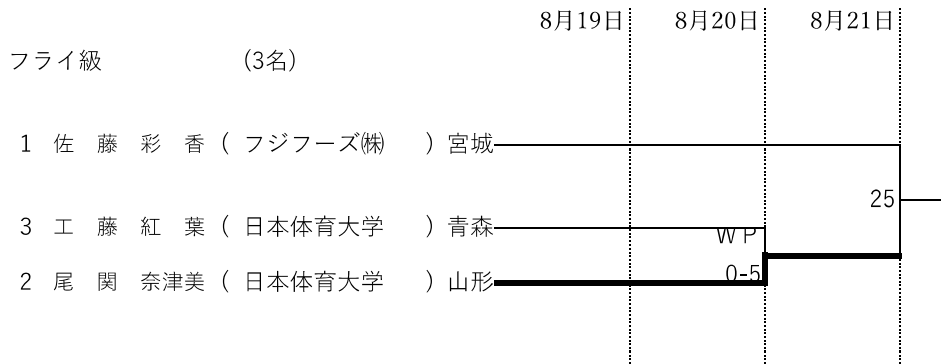 8月19日 8月20日 8月21日
フライ級 (3名)
1 佐 藤 彩 香 ( フジフーズ㈱ ) 宮城
25
3 工 藤 紅 葉 ( 日本体育大学 ) 青森
W P
0-5
2 尾 関 奈津美 ( 日本体育大学 ) 山形